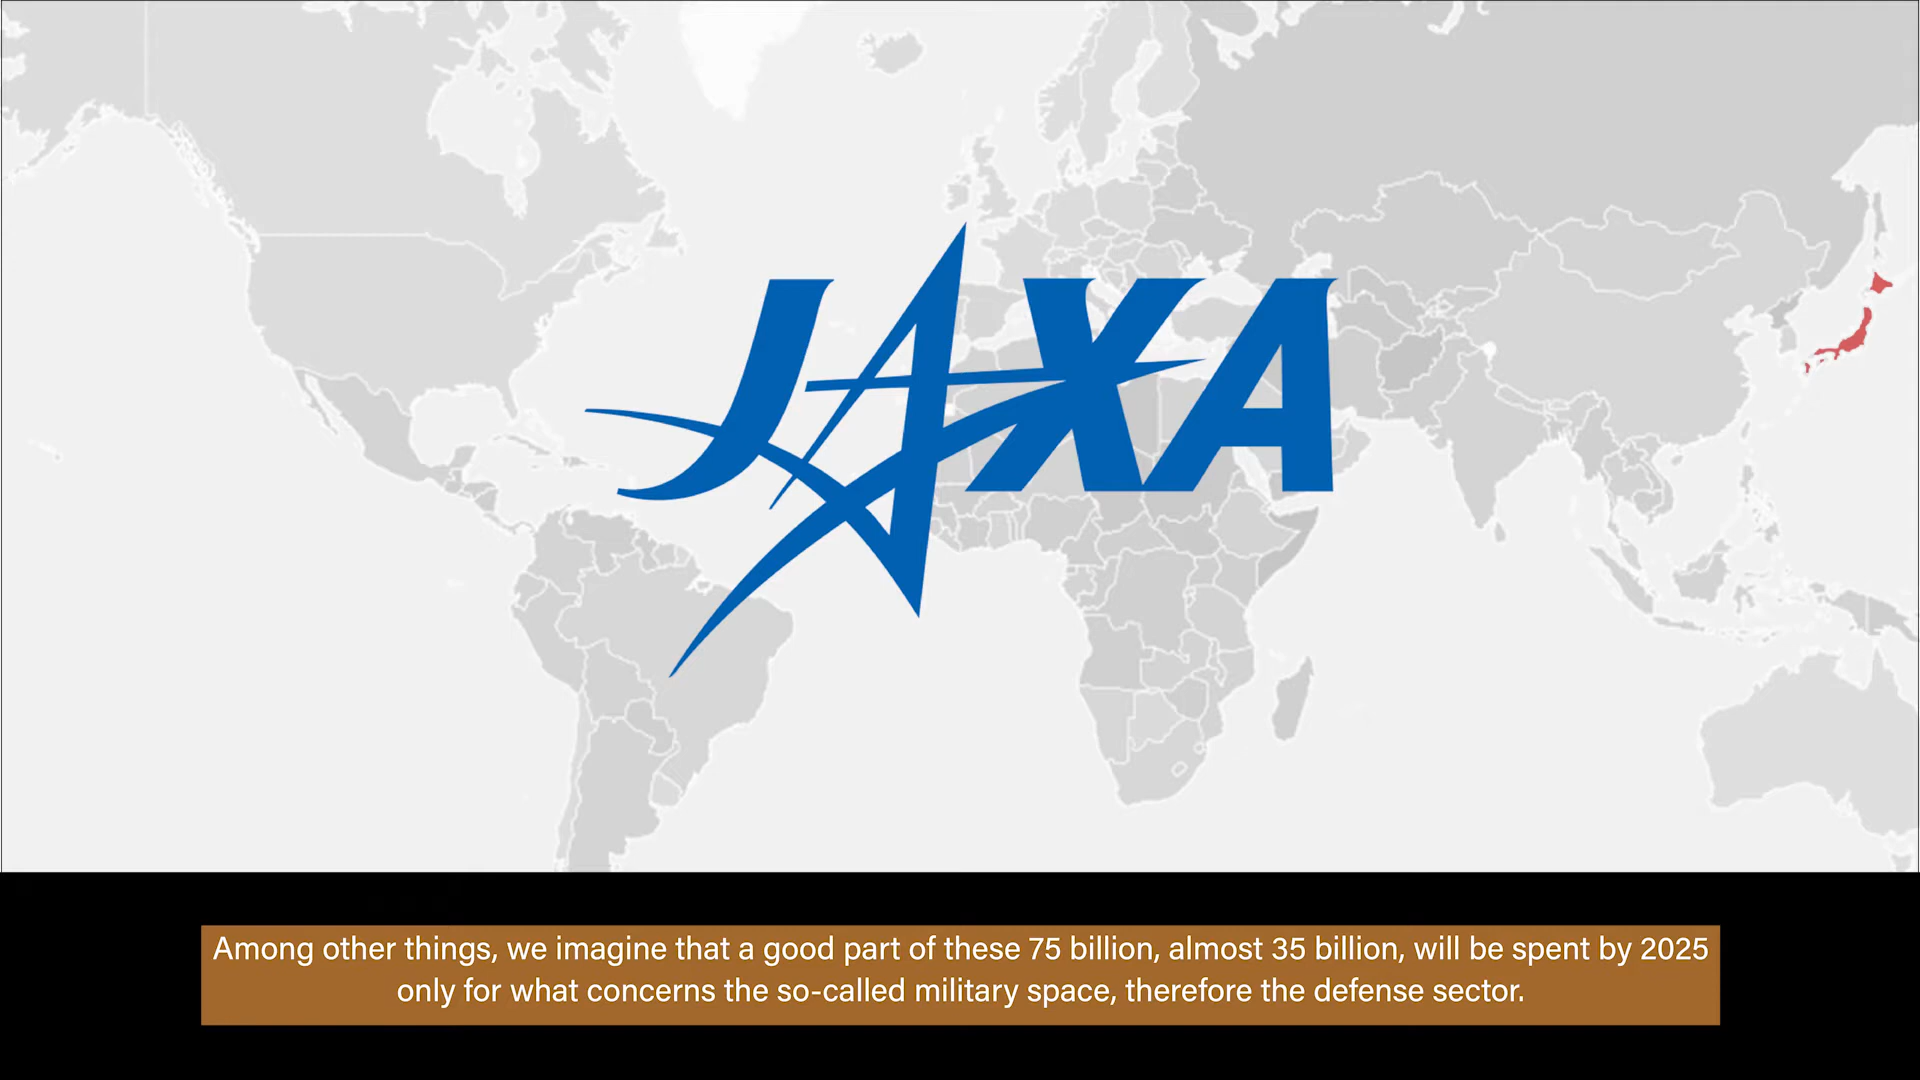 JAXA
Among other things, we imagine that a good part of these 75 billion, almost 35 billion, will be spent by 2025
only for what concerns the so-called military space, therefore the defense sector.